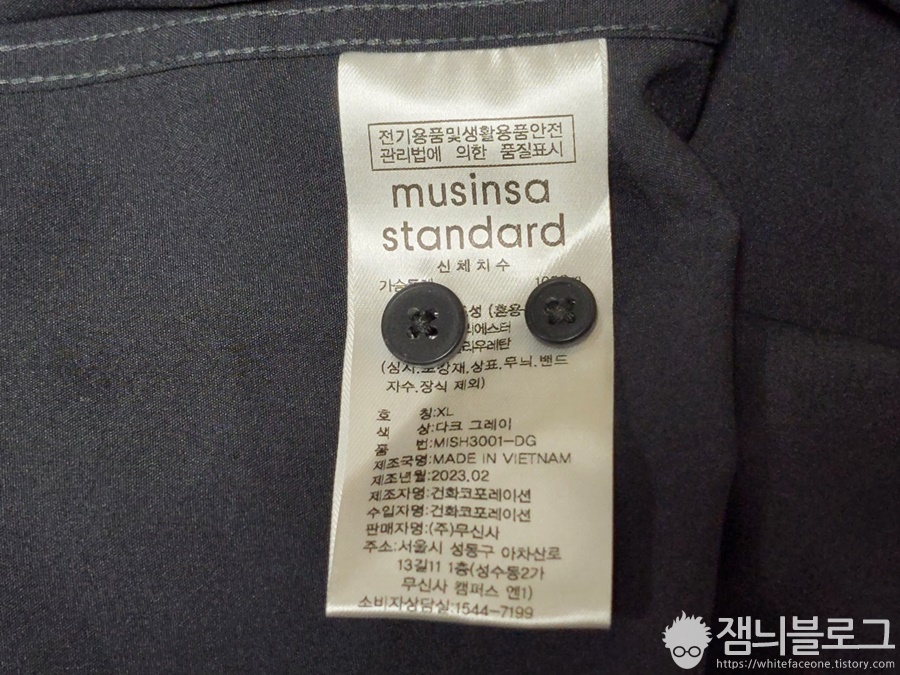 전기용품및생활용품안전
관리법에 의한 품질표시
musinsa
standard
신체치수
(혼용
(심지,보강재,상표,무늬,밴드
자수,장식 제외)
호 칭:XL
색 상:다크 그레이
품 번:MISH3001-DG
제조국명:MADE IN VIETNAM
제조년월:2023.02
제조자명:건화코포레이션
수입자명:건화코포레이션
판매자명:(주)무신사
주소:서울시 성동구 아차산로
13길11 1층(성수동2가
무신사 캠퍼스 엔1)
소비자상담실:1544-7199
잼늬블로그
https://whitefaceone.tistory.com